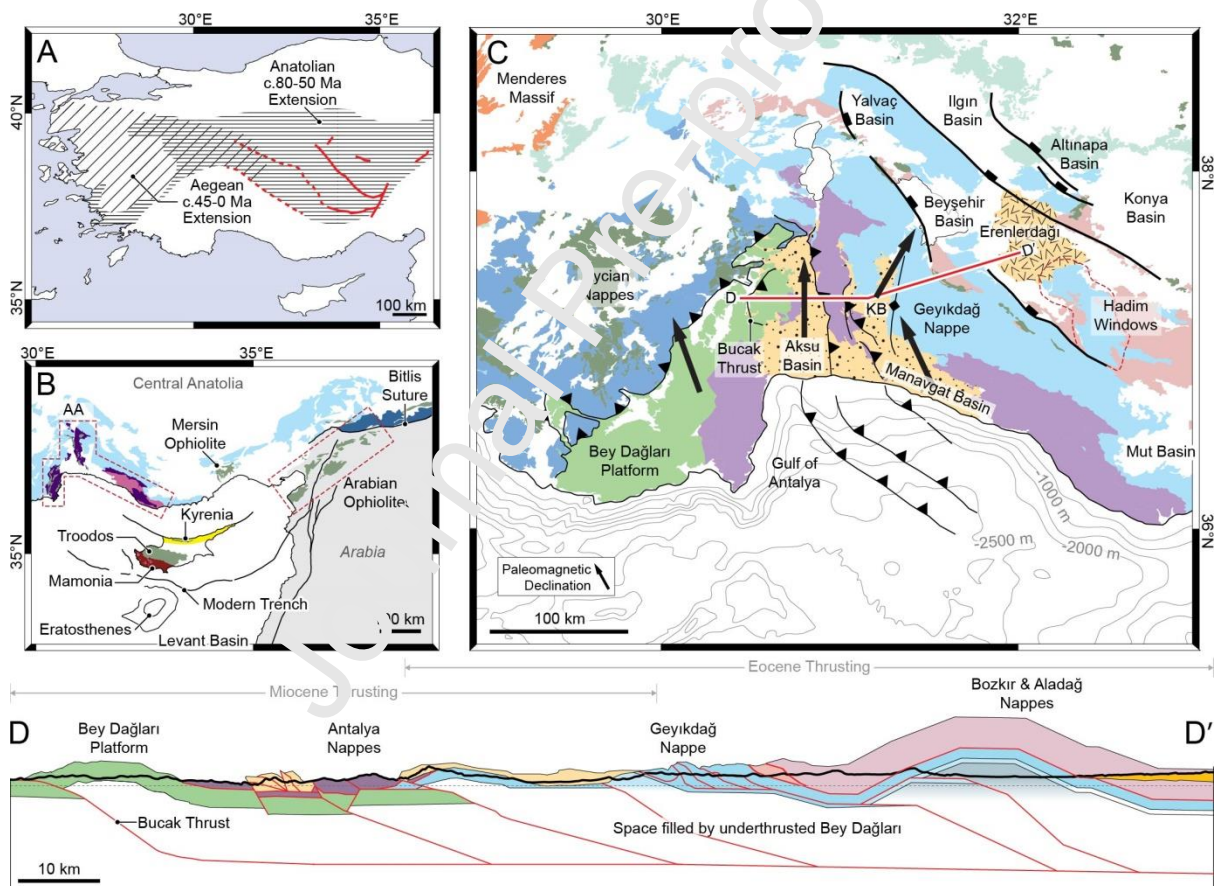 30°E
35°E
A
Anatolian
c.80-50 Ma
Extension
40°N
Aegean
c.45-0 Ma
Extension
35°N
100 km
30°E
35°E
B
Central Anatolia
Bitlis
Suture
AA
Mersin
Ophiolite
Arabian
Ophiolites
Kyrenia
Troodos
Arabia
35°N
Mamonia
Modern Trench
Eratosthenes
Levant Basin
km
30°E
32°E
C
Menderes
Massif
Yalvaç
Basin
Ilgın
Basin
Altınapa
Basin
38°N
Beyşehir
Basin
Konya
Basin
Erenlerdağı
D'
Nappes
D
KB
Geyıkdağ
Nappe
Hadim
Windows
Bucak
Thrust
Aksu
Basin
Manavgat Basin
Bey Dağları
Platform
Gulf of
Antalya
Mut Basin
-1000 m
36°N
-2500 m
-2000 m
Paleomagnetic
Declination
100 km
Journal Pre-pro
Eocene Thrusting
Miocene Thrusting
D
Bey Dağları
Platform
Antalya
Nappes
Geyıkdağ
Nappe
Bozkır & Aladağ
Nappes
D'
Bucak Thrust
Space filled by underthrusted Bey Dağları
10 km